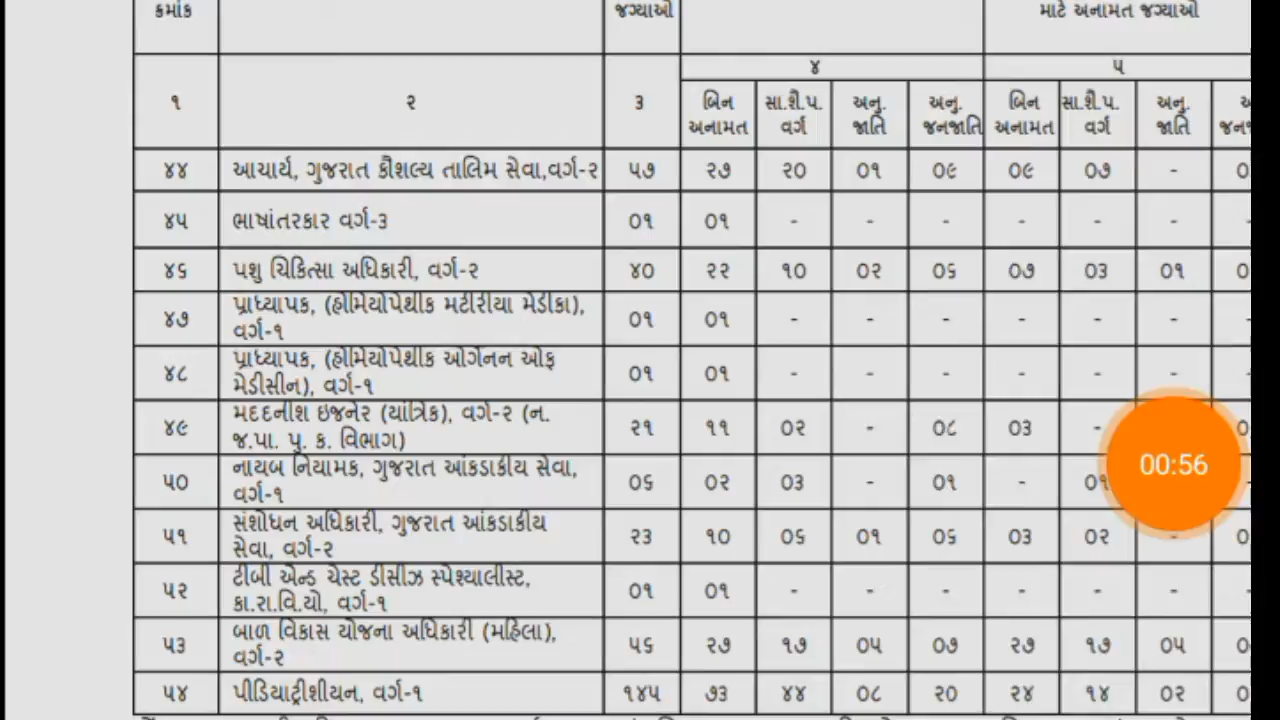 ક્રમાંક જગ્યાઓ માટે અનામત જગ્યાઓ
૪ ૫
૧ ૨ ૩ બિન અનામત સા.શૈ.પ. વર્ગ અનુ. જાતિ અનુ. જનજાતિ બિન અનામત સા.શૈ.પ. વર્ગ અનુ. જાતિ
૪૪ આચાર્ય, ગુજરાત કૌશલ્ય તાલિમ સેવા,વર્ગ-૨ ૫૭ ૨૭ ૨૦ ૦૧ ૦૯ ૦૯ ૦૭ -
૪૫ ભાષાંતરકાર વર્ગ-૩ ૦૧ ૦૧ - - - - - -
૪૬ પશુ ચિકિત્સા અધિકારી, વર્ગ-૨ ૪૦ ૨૨ ૧૦ ૦૨ ૦૬ ૦૭ ૦૩ ૦૧
૪૭ પ્રાધ્યાપક, (હોમિયોપેથીક મટીરીયા મેડીકા),
વર્ગ-૧ ૦૧ ૦૧ - - - - - -
૪૮ પ્રાધ્યાપક, (હોમિયોપેથીક ઓર્ગેનન ઓફ
મેડીસીન), વર્ગ-૧ ૦૧ ૦૧ - - - - - -
૪૯ મદદનીશ ઇજનેર (યાંત્રિક), વર્ગ-૨ (ન.
જ.પા. પુ. ક. વિભાગ) ૨૧ ૧૧ ૦૨ - ૦૮ ૦૩ -
૫૦ નાયબ નિયામક, ગુજરાત આંકડાકીય સેવા,
વર્ગ-૧ ૦૬ ૦૨ ૦૩ - ૦૧ - ૦૧
00:56
૫૧ સંશોધન અધિકારી, ગુજરાત આંકડાકીય
સેવા, વર્ગ-૨ ૨૩ ૧૦ ૦૬ ૦૧ ૦૬ ૦૩ ૦૨ -
૫૨ ટીબી એન્ડ ચેસ્ટ ડીસીઝ સ્પેશ્યાલીસ્ટ,
કા.રા.વિ.યો, વર્ગ-૧ ૦૧ ૦૧ - - - - - -
૫૩ બાળ વિકાસ યોજના અધિકારી (મહિલા),
વર્ગ-૨ ૫૬ ૨૭ ૧૭ ૦૫ ૦૭ ૨૭ ૧૭ ૦૫
૫૪ પીડિયાટ્રીશીયન, વર્ગ-૧ ૧૪૫ ૭૩ ૪૪ ૦૮ ૨૦ ૨૪ ૧૪ ૦૨